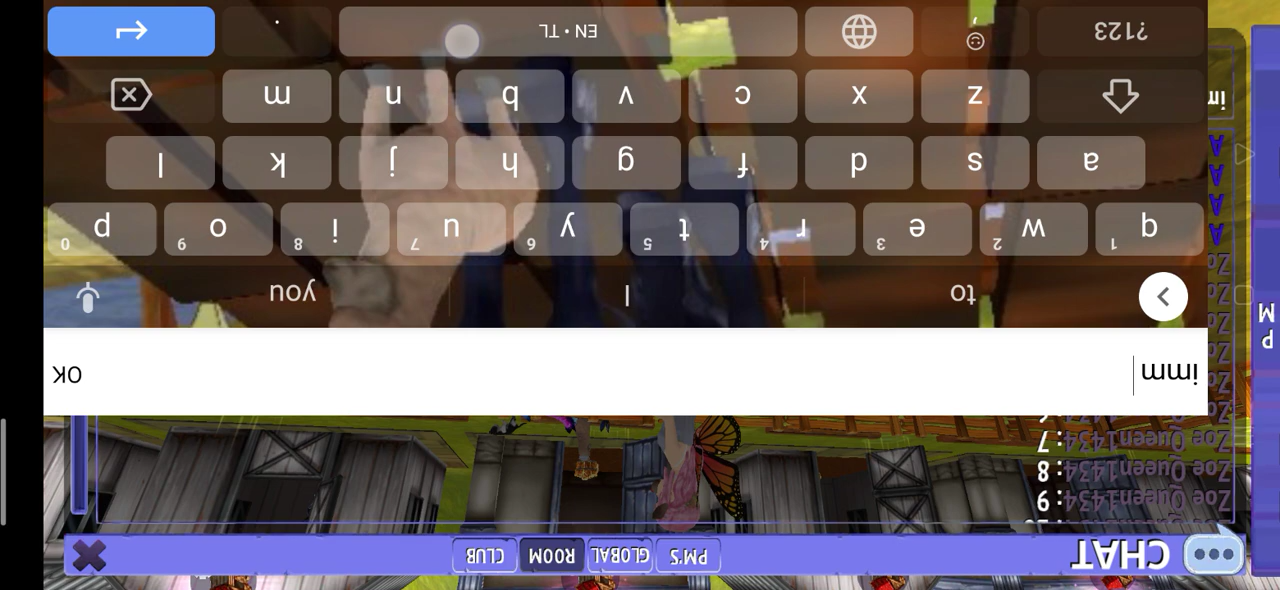 CHAT PM'S GLOBAL ROOM CLUB
Zoe Queen1434: 9
Zoe Queen1434: 8
Zoe Queen1434: 7
imm OK
to I you
q 1 w 2 e 3 r 4 t 5 y 6 u 7 i 8 o 9 p 0
a s d f g h j k l
z x c v b n m
?123 , EN • TL .
P
M